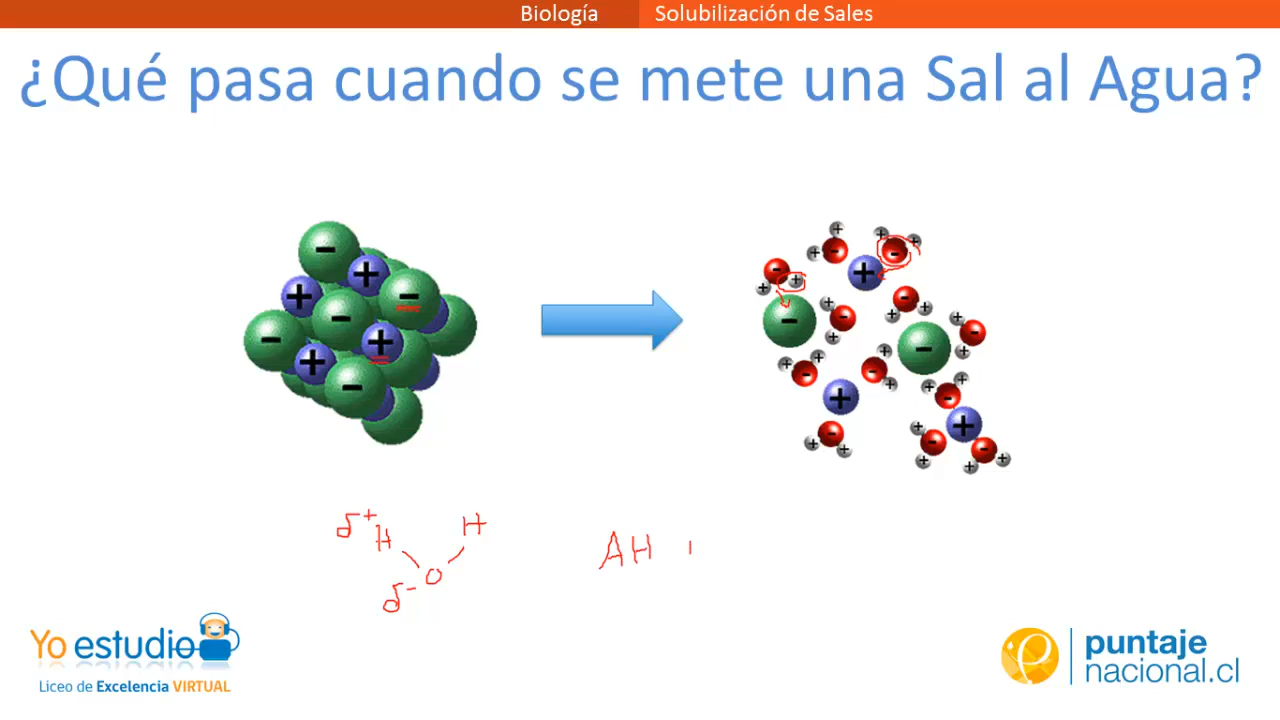 Biología Solubilización de Sales
¿Qué pasa cuando se mete una Sal al Agua?
δ+ H H
δ- O
AH
Yo estudio
Liceo de Excelencia VIRTUAL
puntaje
nacional.cl